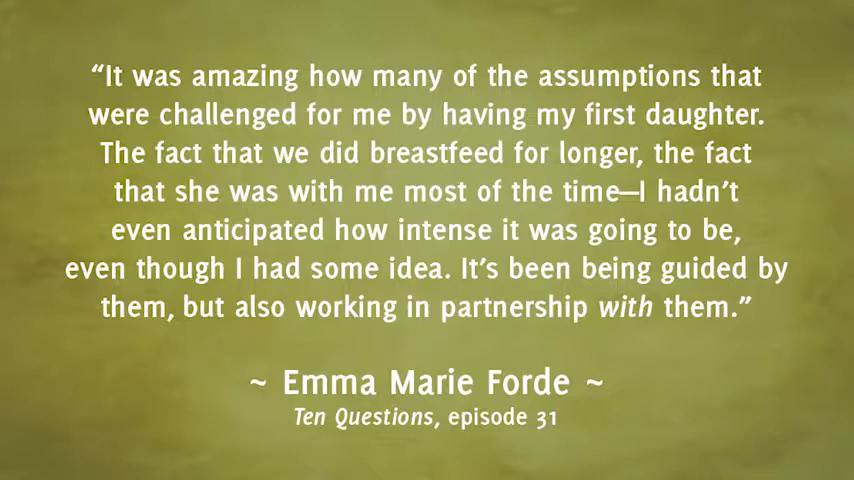 “It was amazing how many of the assumptions that
were challenged for me by having my first daughter.
The fact that we did breastfeed for longer, the fact
that she was with me most of the time—I hadn’t
even anticipated how intense it was going to be,
even though I had some idea. It’s been being guided by
them, but also working in partnership with them.”
~ Emma Marie Forde ~
Ten Questions, episode 31